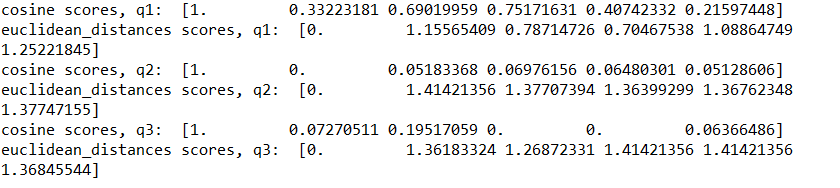 cosine scores, q1:  [1.         0.33223181 0.69019959 0.75171631 0.40742332 0.21597448]
euclidean_distances scores, q1:  [0.         1.15565409 0.78714726 0.70467538 1.08864749
1.25221845]
cosine scores, q2:  [1.         0.         0.05183368 0.06976156 0.06480301 0.05128606]
euclidean_distances scores, q2:  [0.         1.41421356 1.37707394 1.36399299 1.36762348
1.37747155]
cosine scores, q3:  [1.         0.07270511 0.19517059 0.         0.         0.06366486]
euclidean_distances scores, q3:  [0.         1.36183324 1.26872331 1.41421356 1.41421356
1.36845544]